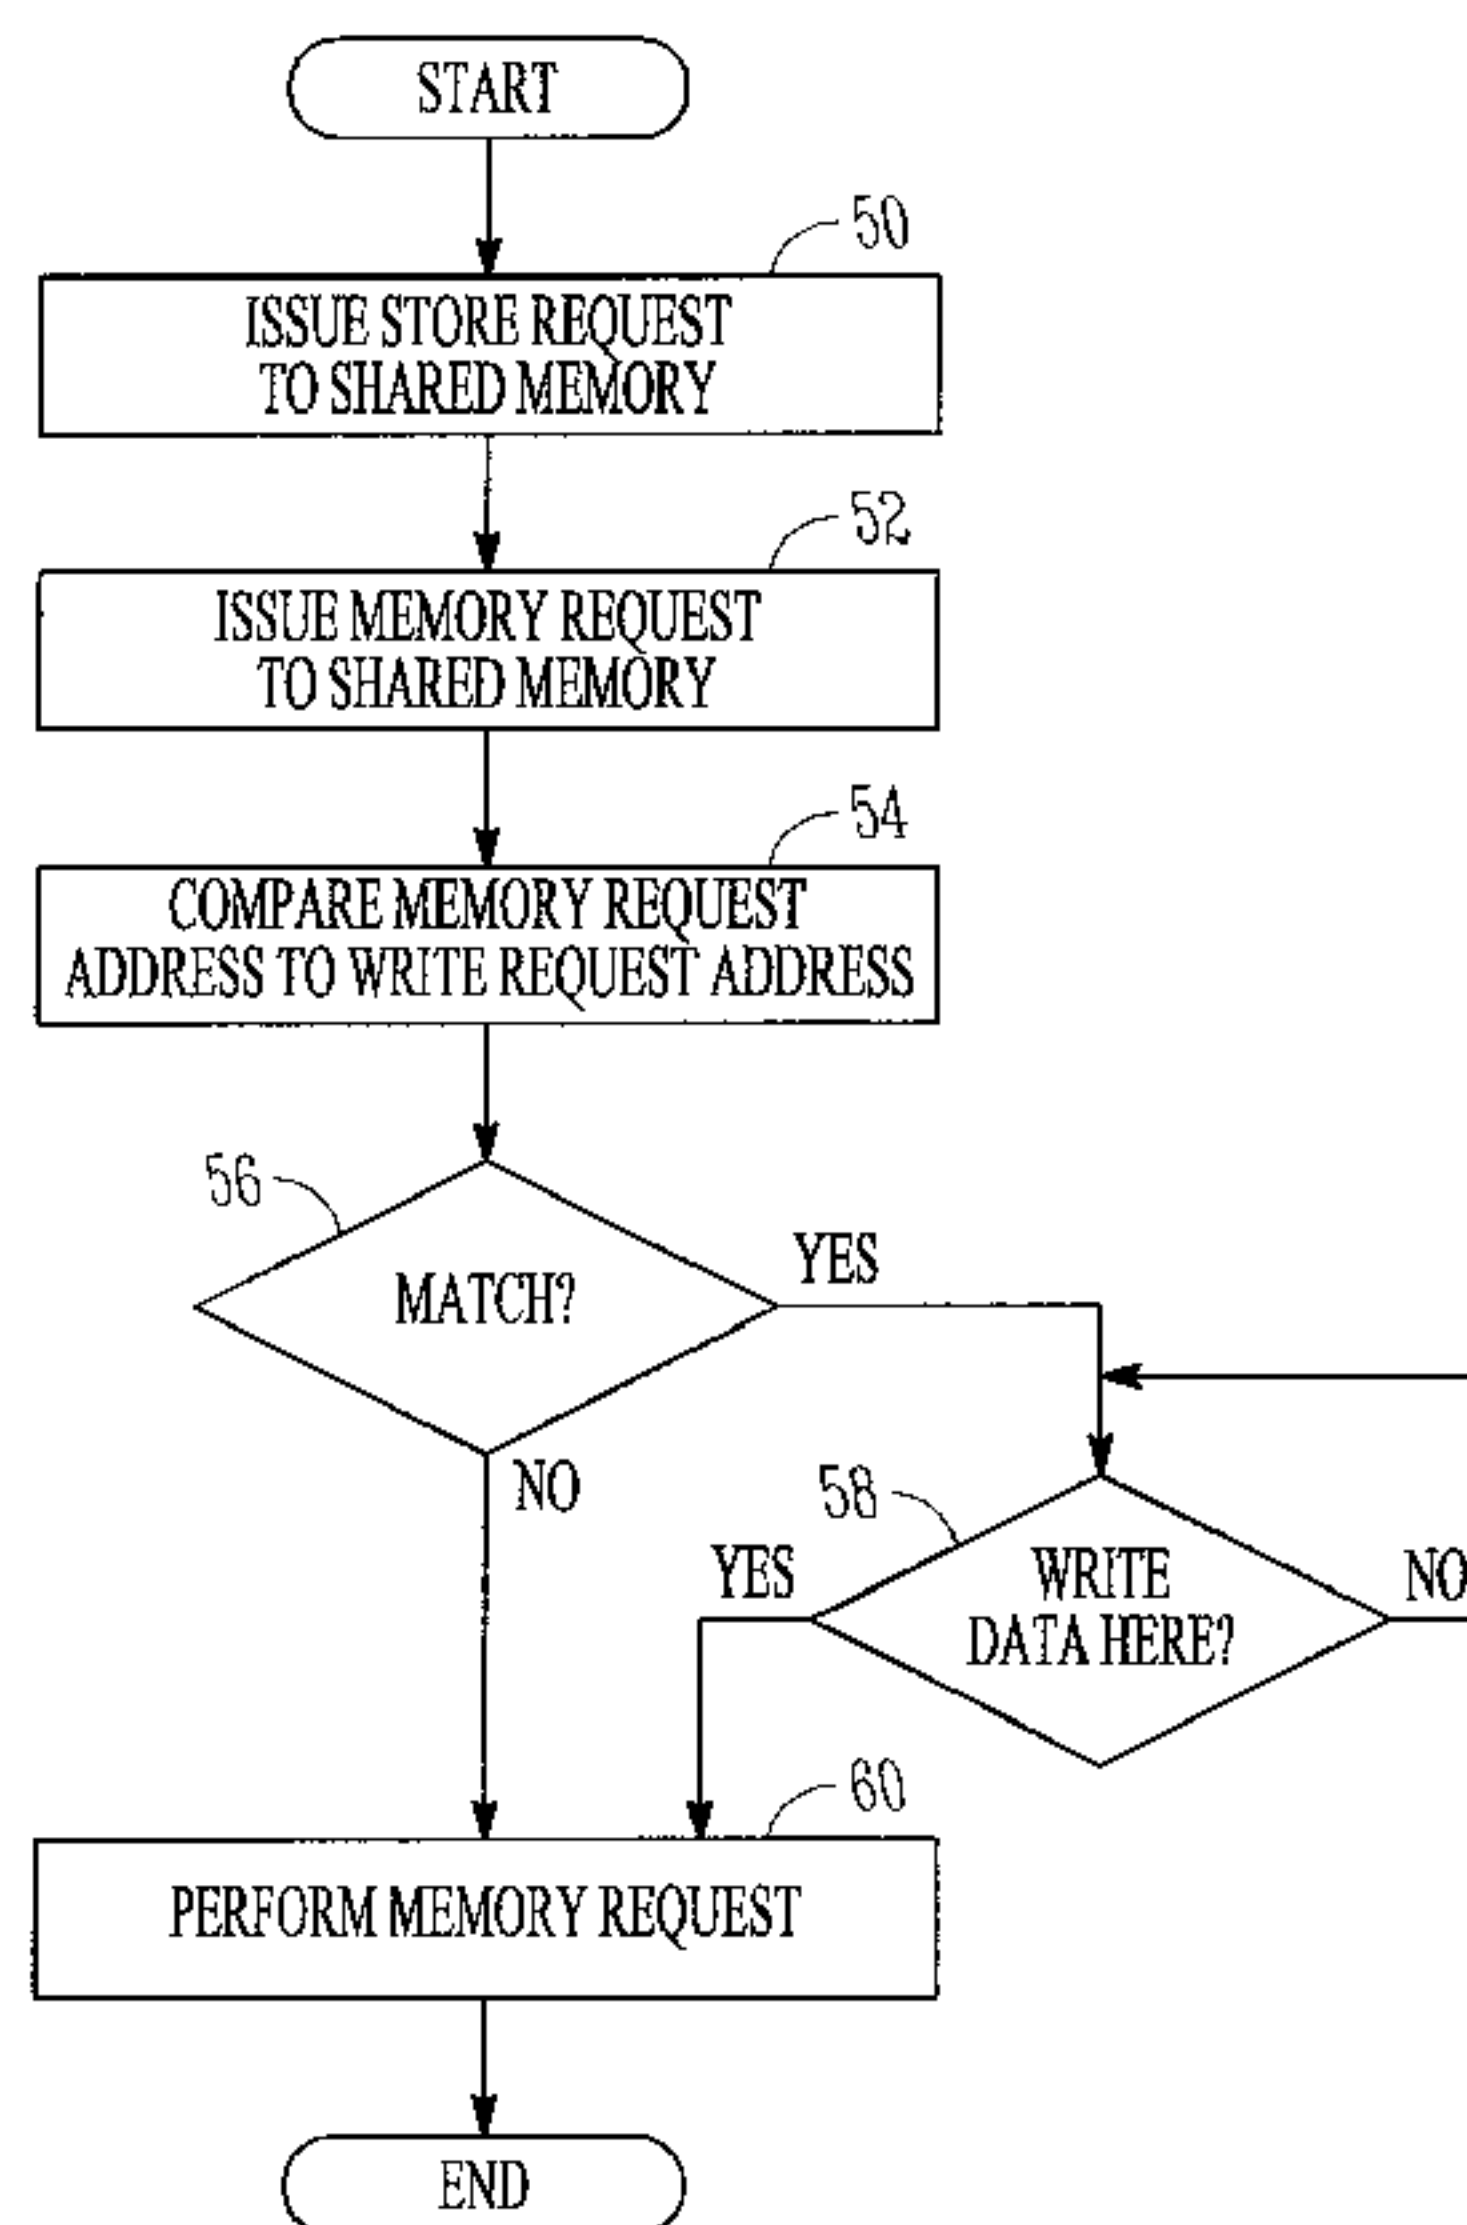 START
50
ISSUE STORE REQUEST
TO SHARED MEMORY
52
ISSUE MEMORY REQUEST
TO SHARED MEMORY
54
COMPARE MEMORY REQUEST
ADDRESS TO WRITE REQUEST ADDRESS
56
MATCH?
YES
NO
58
YES
WRITE
DATA HERE?
NO
60
PERFORM MEMORY REQUEST
END